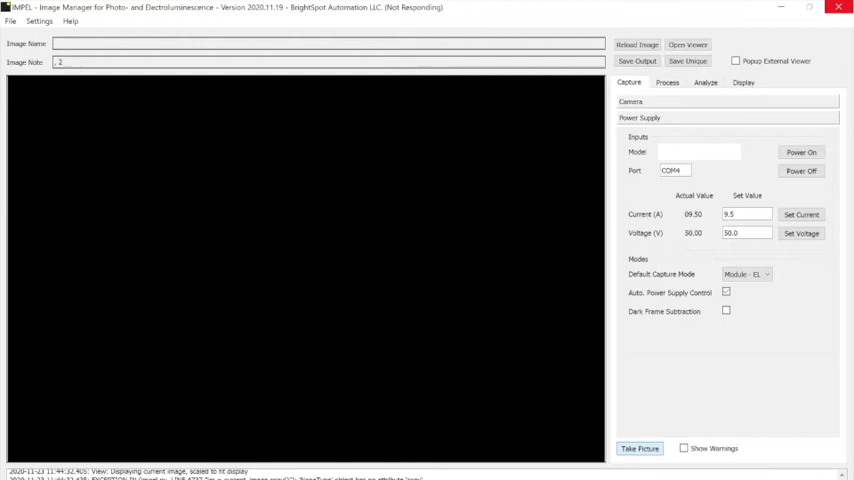 IMPEL - Image Manager for Photo- and Electroluminescence - Version 2020.11.19 - BrightSpot Automation LLC. (Not Responding)
File Settings Help
Image Name
Reload Image Open Viewer
Image Note , 2
Save Output Save Unique Popup External Viewer
Capture Process Analyze Display
Camera
Power Supply
Inputs
Model Power On
Port COM4 Power Off
Actual Value Set Value
Current (A) 09.50 9.5 Set Current
Voltage (V) 50.00 50.0 Set Voltage
Modes
Default Capture Mode Module - EL
Auto. Power Supply Control
Dark Frame Subtraction
Take Picture Show Warnings
2020-11-23 11:44:32.405: View: Displaying current image, scaled to fit display